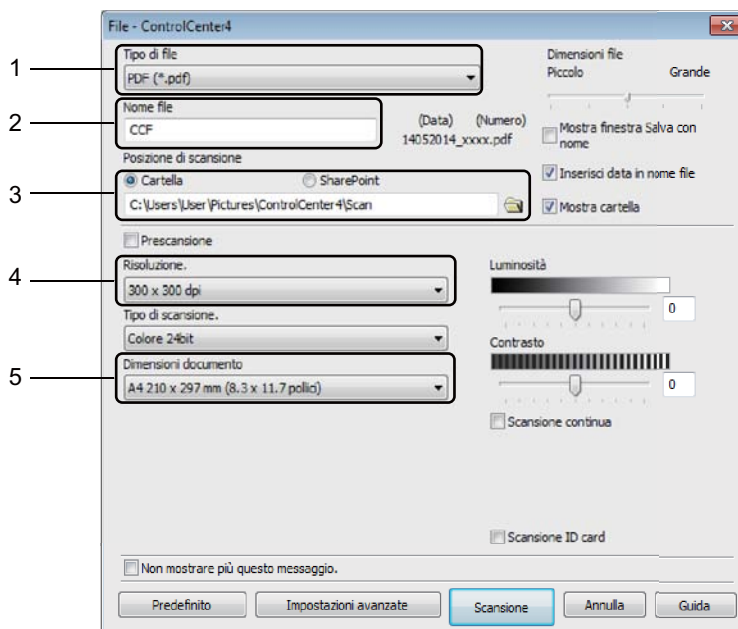 File - ControlCenter4
1
Tipo di file
PDF (*.pdf)
Dimensioni file
Piccolo Grande
2
Nome file
CCF
(Data) (Numero)
14052014_xxxx.pdf
Mostra finestra Salva con nome
Posizione di scansione
3
Cartella SharePoint
C:\Users\User\Pictures\ControlCenter4\Scan
Inserisci data in nome file
Mostra cartella
Prescansione
4
Risoluzione.
300 x 300 dpi
Tipo di scansione.
Colore 24bit
5
Dimensioni documento
A4 210 x 297 mm (8.3 x 11.7 pollici)
Luminosità
0
Contrasto
0
Scansione continua
Scansione ID card
Non mostrare più questo messaggio.
Predefinito Impostazioni avanzate Scansione Annulla Guida